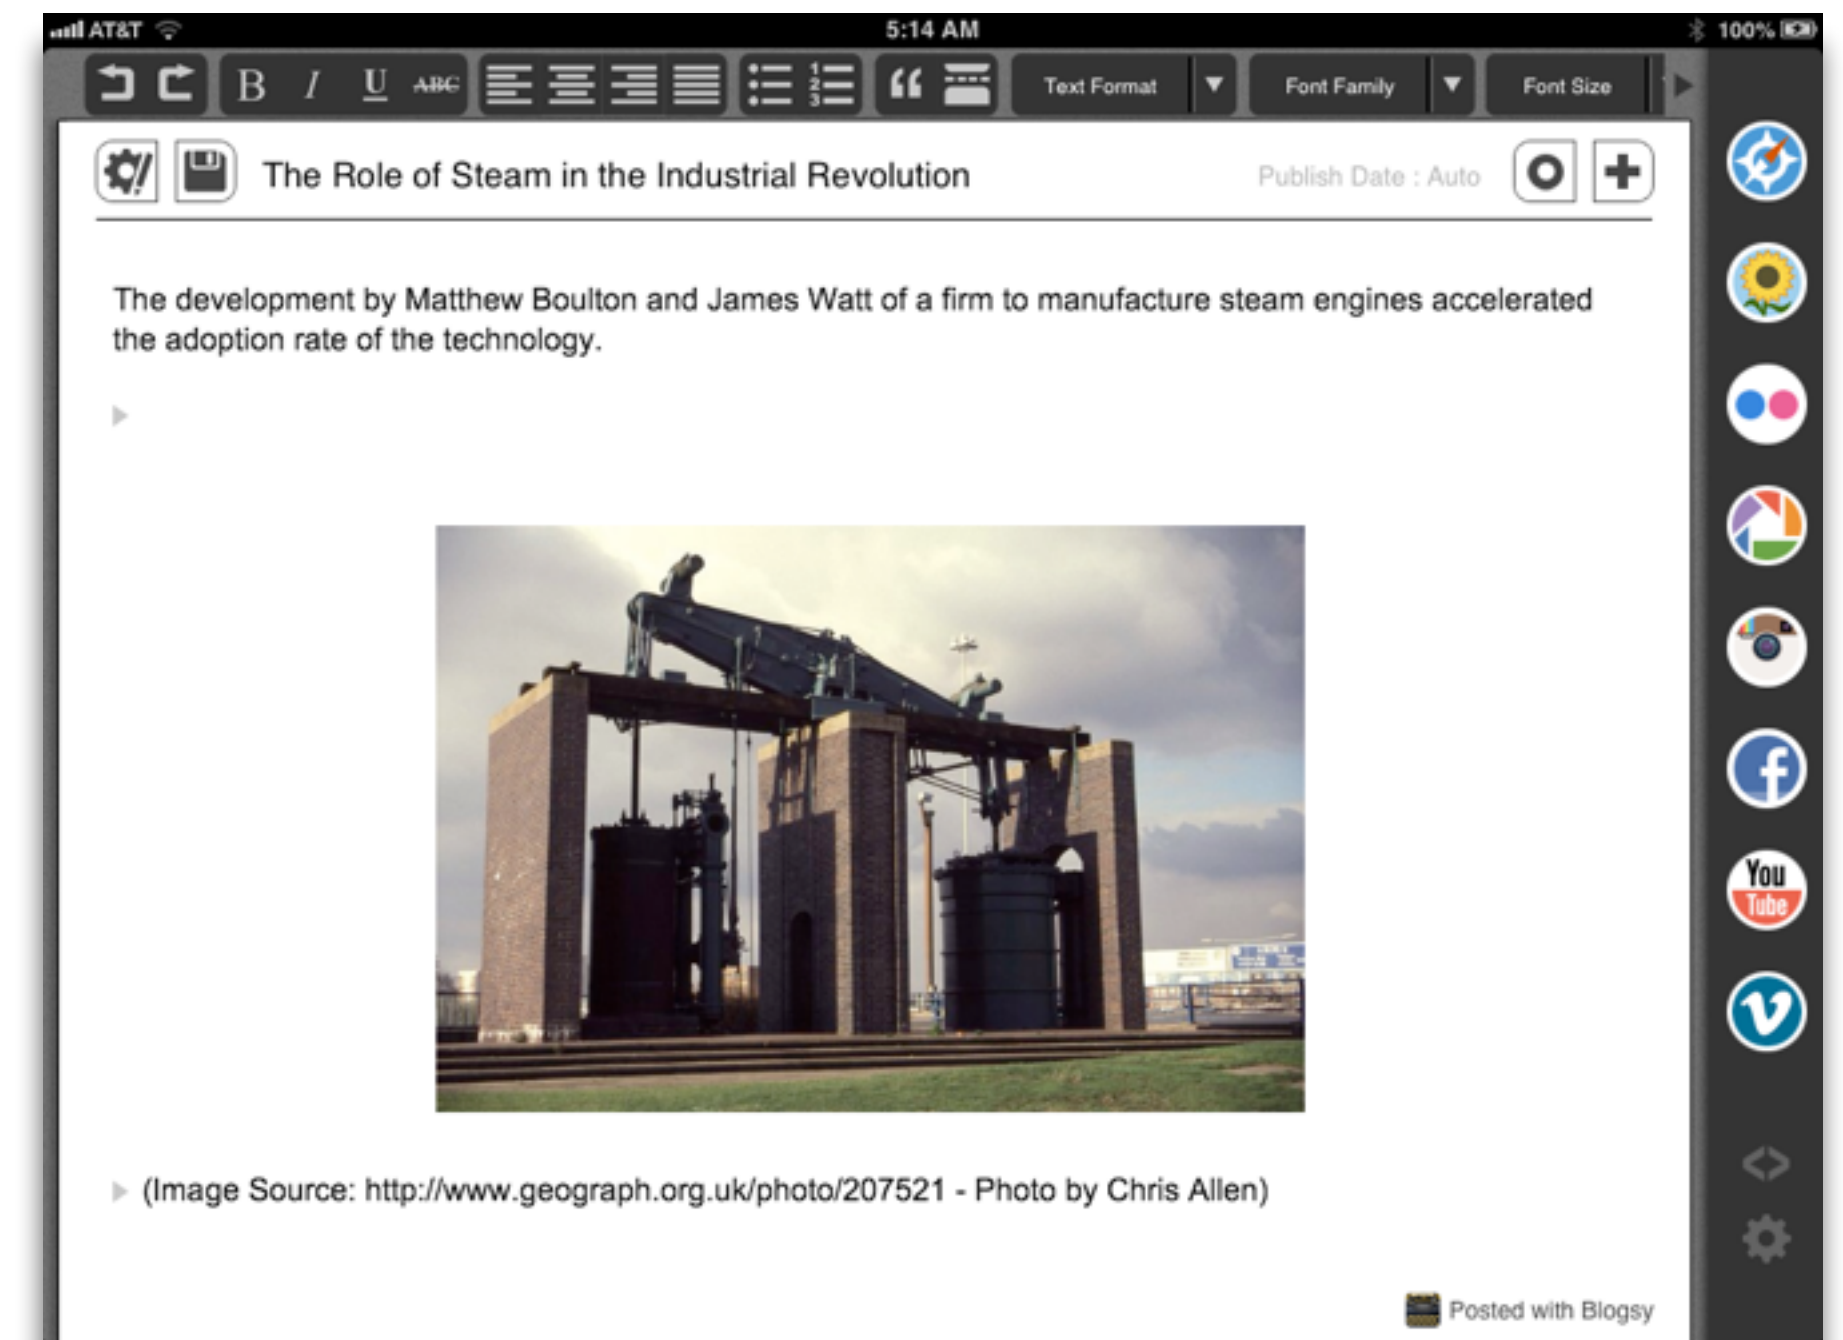 AT&T
5:14 AM
100%
B I U ABC
1
2
3
Text Format
Font Family
Font Size
The Role of Steam in the Industrial Revolution
Publish Date : Auto
The development by Matthew Boulton and James Watt of a firm to manufacture steam engines accelerated
the adoption rate of the technology.
(Image Source: http://www.geograph.org.uk/photo/207521 - Photo by Chris Allen)
You
Tube
Posted with Blogsy